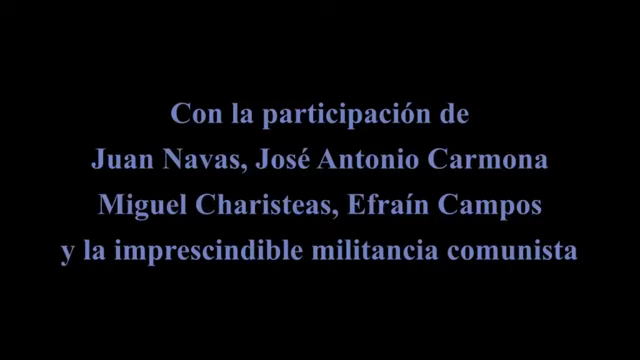 Con la participación de
Juan Navas, José Antonio Carmona
Miguel Charisteas, Efraín Campos
y la imprescindible militancia comunista